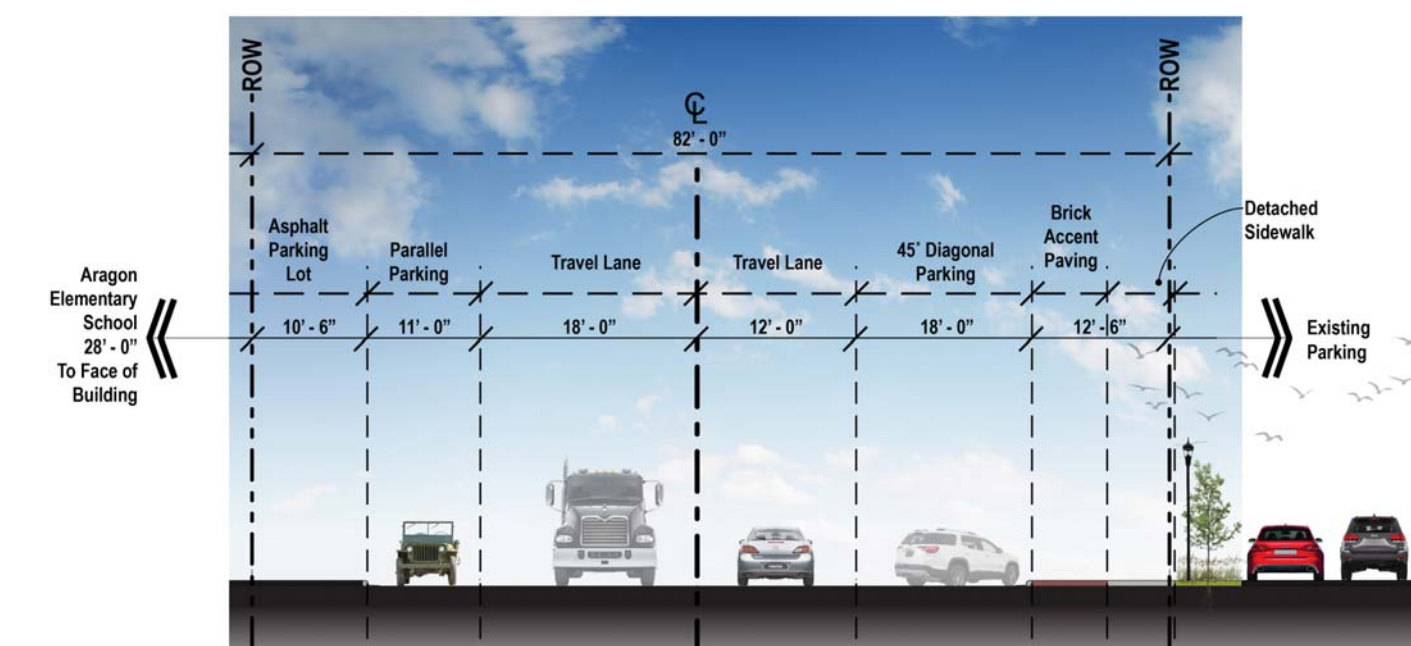 ROW
ROW
℄
82' - 0"
Asphalt
Parking
Lot
Parallel
Parking
Travel Lane
Travel Lane
45˚ Diagonal
Parking
Brick
Accent
Paving
Detached
Sidewalk
Aragon
Elementary
School
28' - 0"
To Face of
Building
10' - 6"
11' - 0"
18' - 0"
12' - 0"
18' - 0"
12' - 6"
Existing
Parking